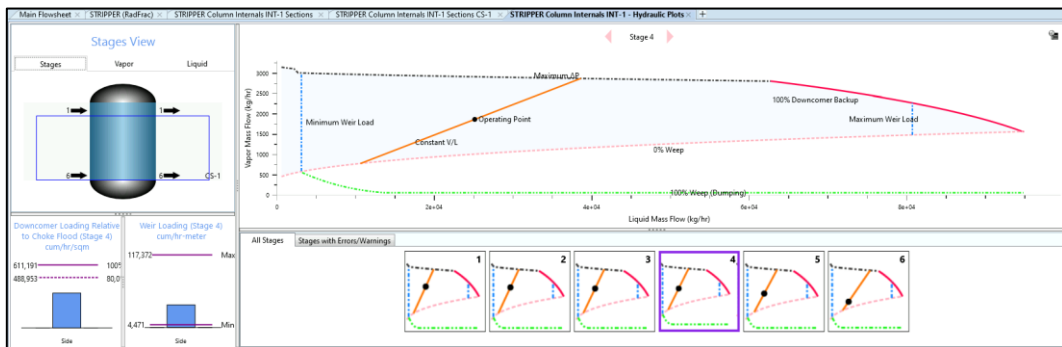 Main Flowsheet × STRIPPER (RadFrac) × STRIPPER Column Internals INT-1 Sections × STRIPPER Column Internals INT-1 Sections CS-1 × STRIPPER Column Internals INT-1 - Hydraulic Plots × +
Stages View
Stages Vapor Liquid
1 1
6 6 CS-1
Downcomer Loading Relative
to Choke Flood (Stage 4)
cum/hr/sqm
611,191 100%
488,953 80,0%
Side
Weir Loading (Stage 4)
cum/hr-meter
117,372 Max
4,471 Min
Side
Stage 4
Vapor Mass Flow (kg/hr)
3000
2500
2000
1500
1000
500
0
Maximum ΔP
100% Downcomer Backup
Minimum Weir Load
Operating Point
Maximum Weir Load
Constant V/L
0% Weep
100% Weep (Dumping)
2e+04 4e+04 6e+04 8e+04
Liquid Mass Flow (kg/hr)
All Stages Stages with Errors/Warnings
1 2 3 4 5 6